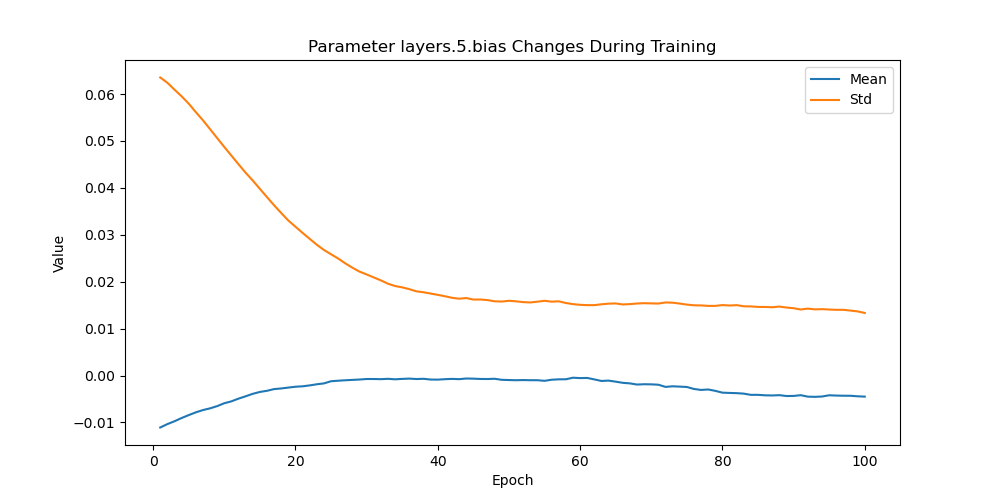 Parameter layers.5.bias Changes During Training
Mean
Std
0.06
0.05
0.04
0.03
0.02
0.01
0.00
−0.01
Value
0
20
40
60
80
100
Epoch